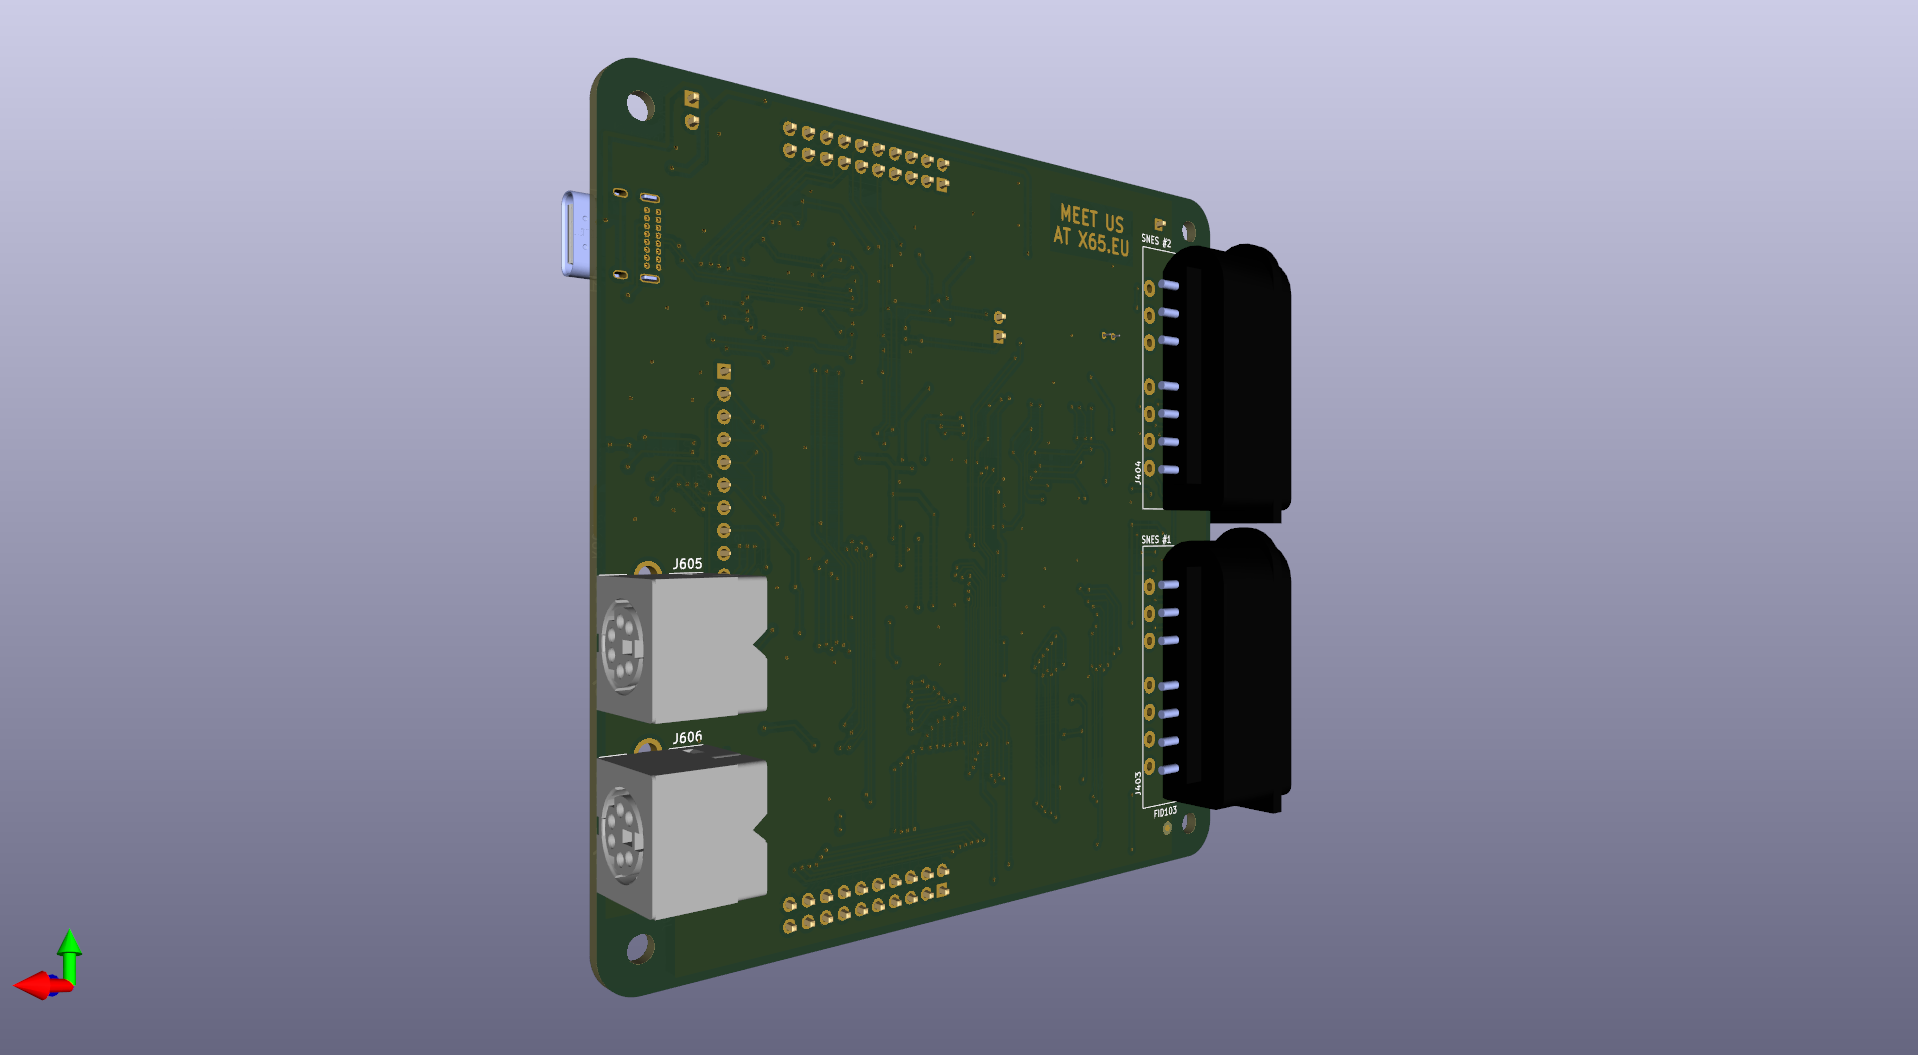 MEET US
AT X65.EU
SNES #2
J404
SNES #1
J605
J606
J403
FID103